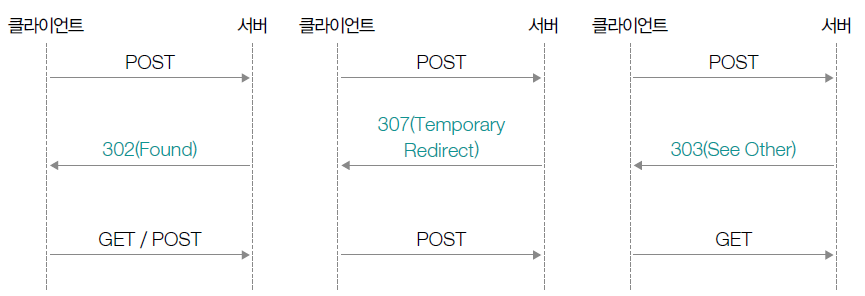 클라이언트 서버 클라이언트 서버 클라이언트 서버
POST POST POST
302(Found) 307(Temporary Redirect) 303(See Other)
GET / POST POST GET